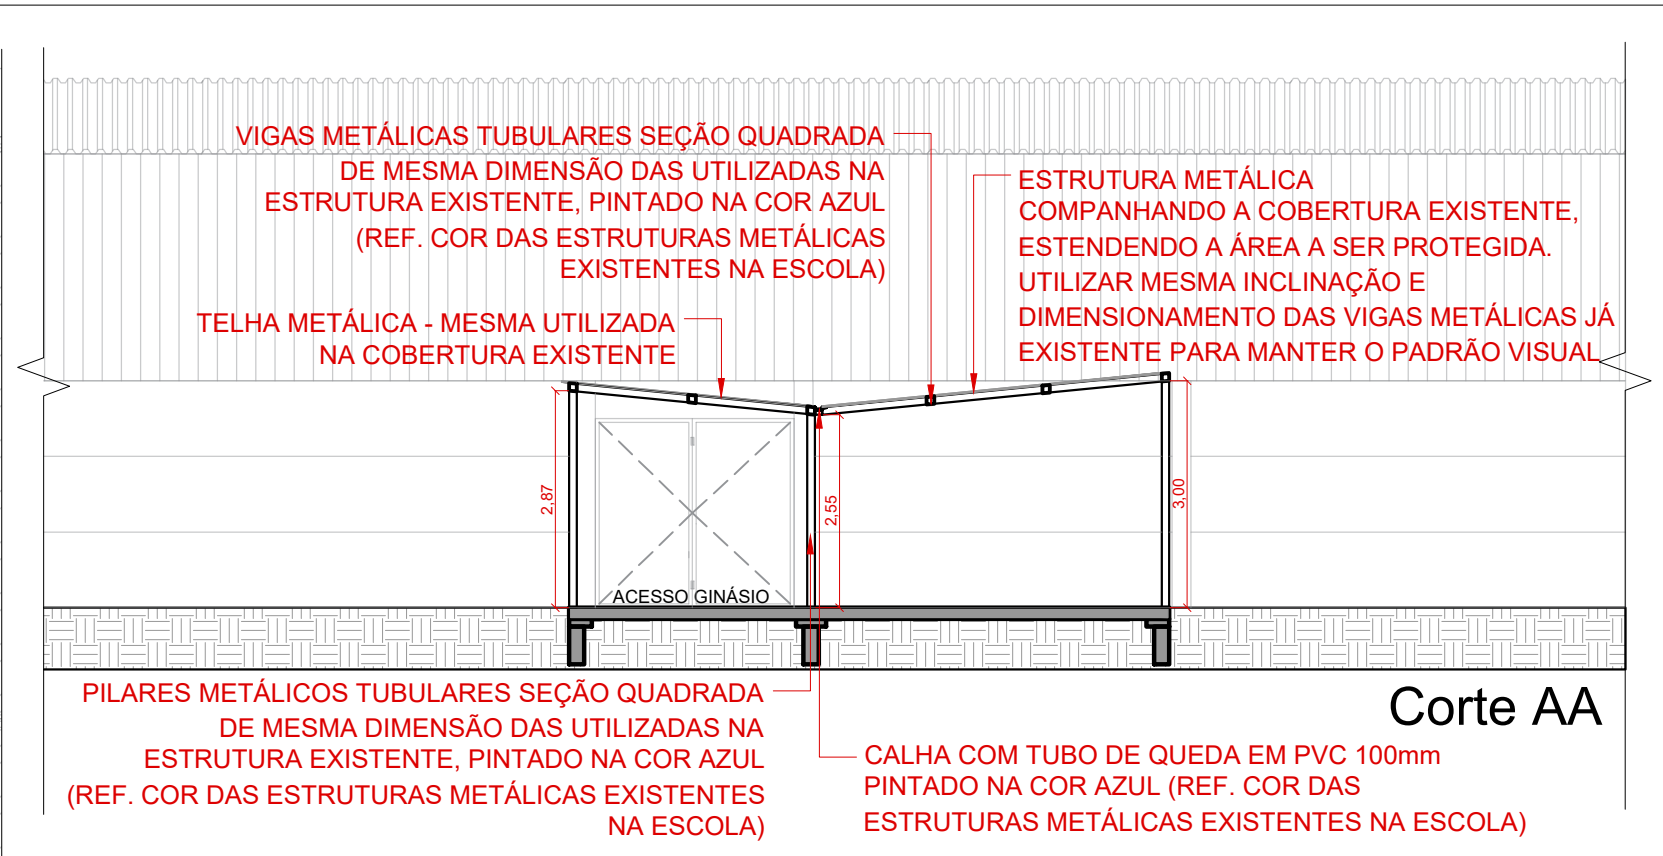 VIGAS METÁLICAS TUBULARES SEÇÃO QUADRADA
DE MESMA DIMENSÃO DAS UTILIZADAS NA
ESTRUTURA EXISTENTE, PINTADO NA COR AZUL
(REF. COR DAS ESTRUTURAS METÁLICAS
EXISTENTES NA ESCOLA)
ESTRUTURA METÁLICA
COMPANHANDO A COBERTURA EXISTENTE,
ESTENDENDO A ÁREA A SER PROTEGIDA.
UTILIZAR MESMA INCLINAÇÃO E
DIMENSIONAMENTO DAS VIGAS METÁLICAS JÁ
EXISTENTE PARA MANTER O PADRÃO VISUAL
TELHA METÁLICA - MESMA UTILIZADA
NA COBERTURA EXISTENTE
2,87
2,55
3,00
ACESSO GINÁSIO
Corte AA
PILARES METÁLICOS TUBULARES SEÇÃO QUADRADA
DE MESMA DIMENSÃO DAS UTILIZADAS NA
ESTRUTURA EXISTENTE, PINTADO NA COR AZUL
(REF. COR DAS ESTRUTURAS METÁLICAS EXISTENTES
NA ESCOLA)
CALHA COM TUBO DE QUEDA EM PVC 100mm
PINTADO NA COR AZUL (REF. COR DAS
ESTRUTURAS METÁLICAS EXISTENTES NA ESCOLA)